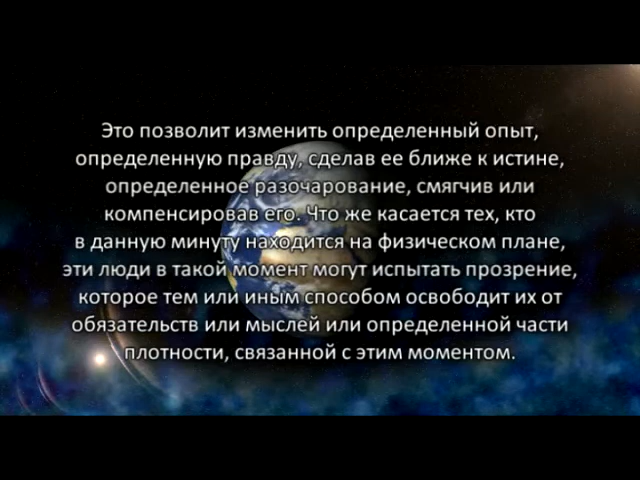 Это позволит изменить определенный опыт,
определенную правду, сделав ее ближе к истине,
определенное разочарование, смягчив или
компенсировав его. Что же касается тех, кто
в данную минуту находится на физическом плане,
эти люди в такой момент могут испытать прозрение,
которое тем или иным способом освободит их от
обязательств или мыслей или определенной части
плотности, связанной с этим моментом.